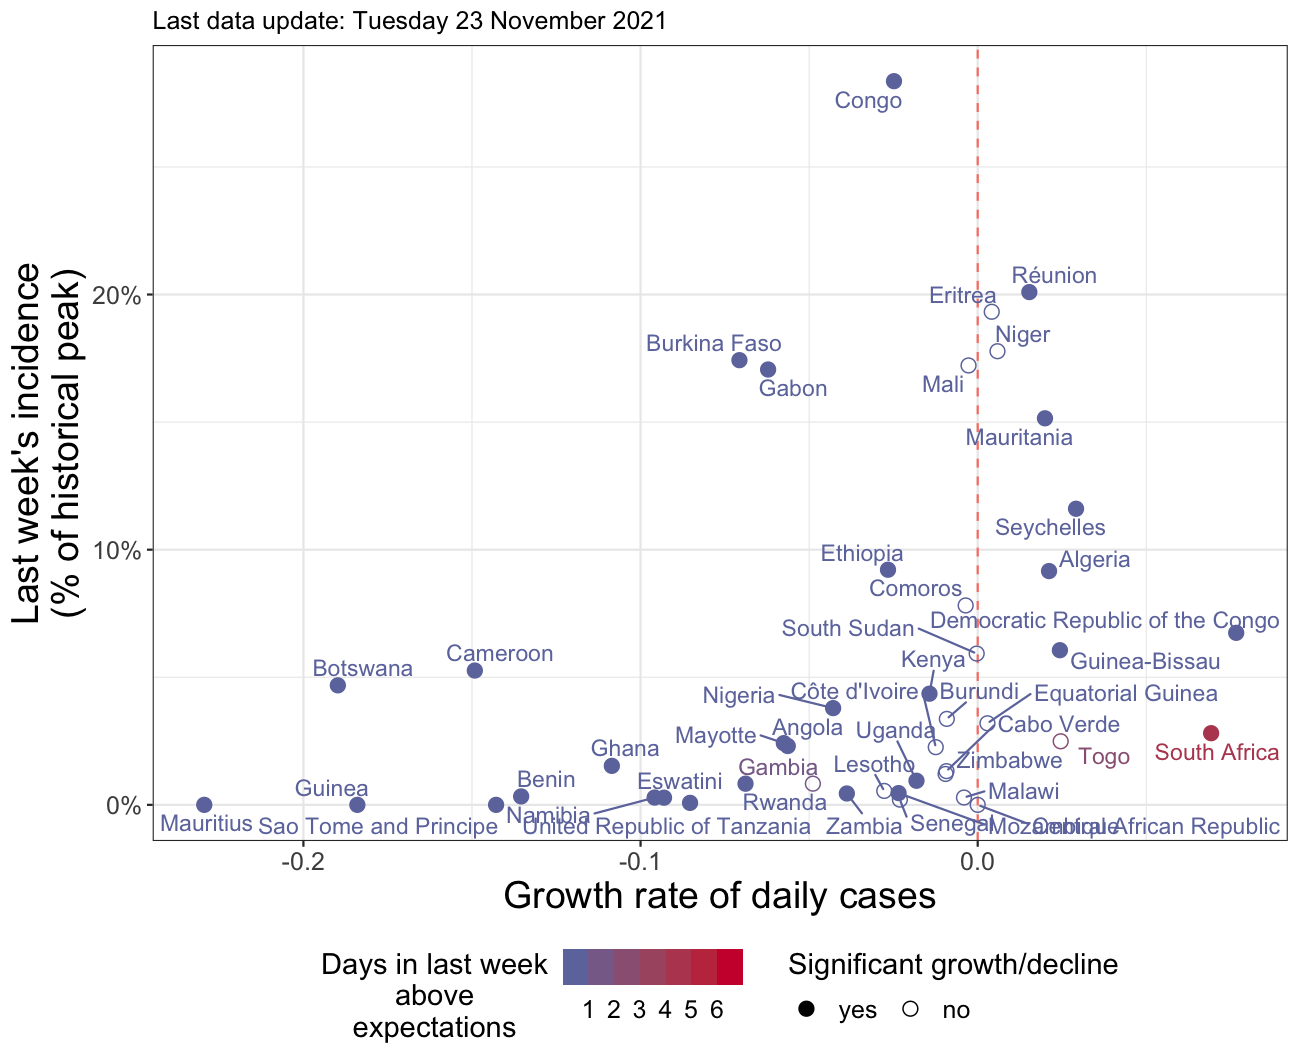 Last data update: Tuesday 23 November 2021
Last week's incidence
(% of historical peak)
20%
10%
0%
Congo
Réunion
Eritrea
Niger
Burkina Faso
Gabon
Mali
Mauritania
Seychelles
Ethiopia
Algeria
Comoros
Democratic Republic of the Congo
South Sudan
Guinea-Bissau
Kenya
Cameroon
Botswana
Nigeria
Côte d'Ivoire
Burundi
Equatorial Guinea
Mayotte
Angola
Uganda
Cabo Verde
Ghana
Togo
South Africa
Gambia
Lesotho
Zimbabwe
Guinea
Benin
Eswatini
Malawi
Namibia
Rwanda
Mauritius
Sao Tome and Principe
United Republic of Tanzania
Zambia
Senegal
Mozambique
Central African Republic
-0.2
-0.1
0.0
Growth rate of daily cases
Days in last week
above
expectations
1 2 3 4 5 6
Significant growth/decline
yes
no